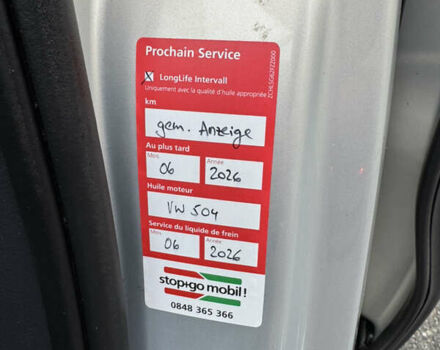 Prochain Service
LongLife Intervall
Uniquement avec la qualité d'huile appropriée
km
gem. Anzeige
Au plus tard
Mois Année
06 2026
Huile moteur
VW 504
Service du liquide de frein
Mois Année
06 2026
stop+go mobil!
0848 365 366